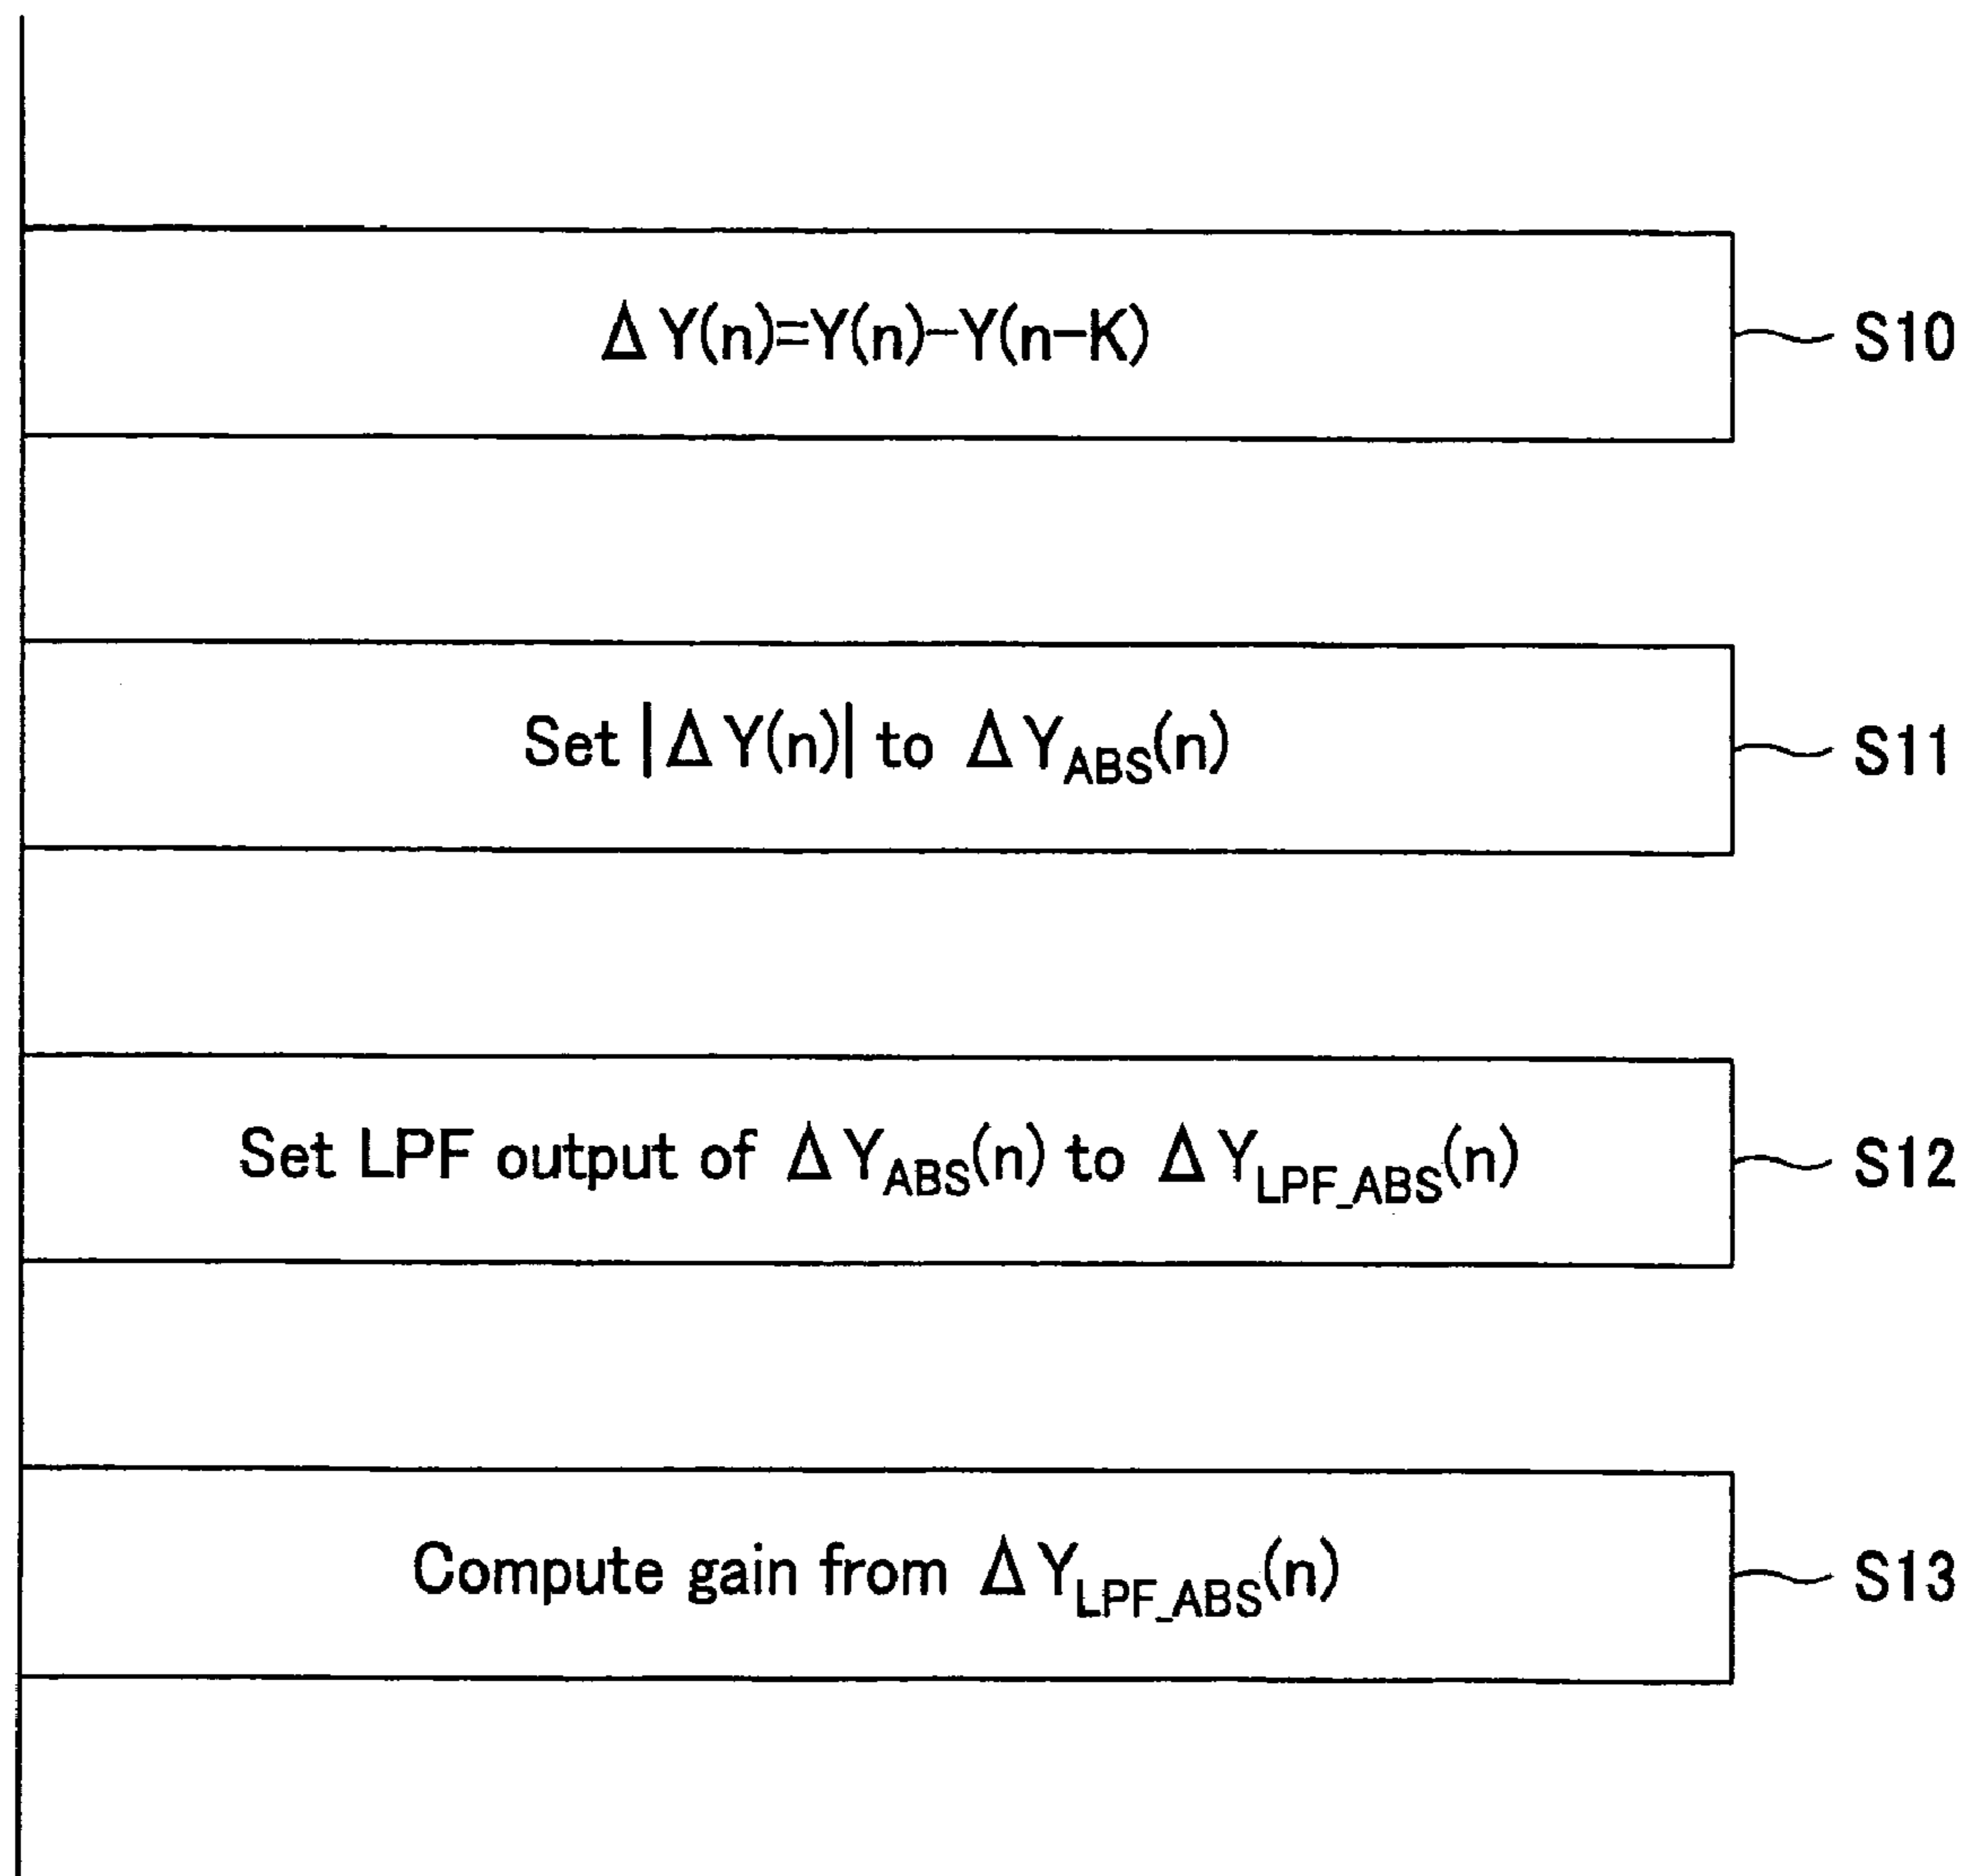 ΔY(n)=Y(n)-Y(n-K)
S10
Set |ΔY(n)| to ΔY_ABS(n)
S11
Set LPF output of ΔY_ABS(n) to ΔY_LPF_ABS(n)
S12
Compute gain from ΔY_LPF_ABS(n)
S13